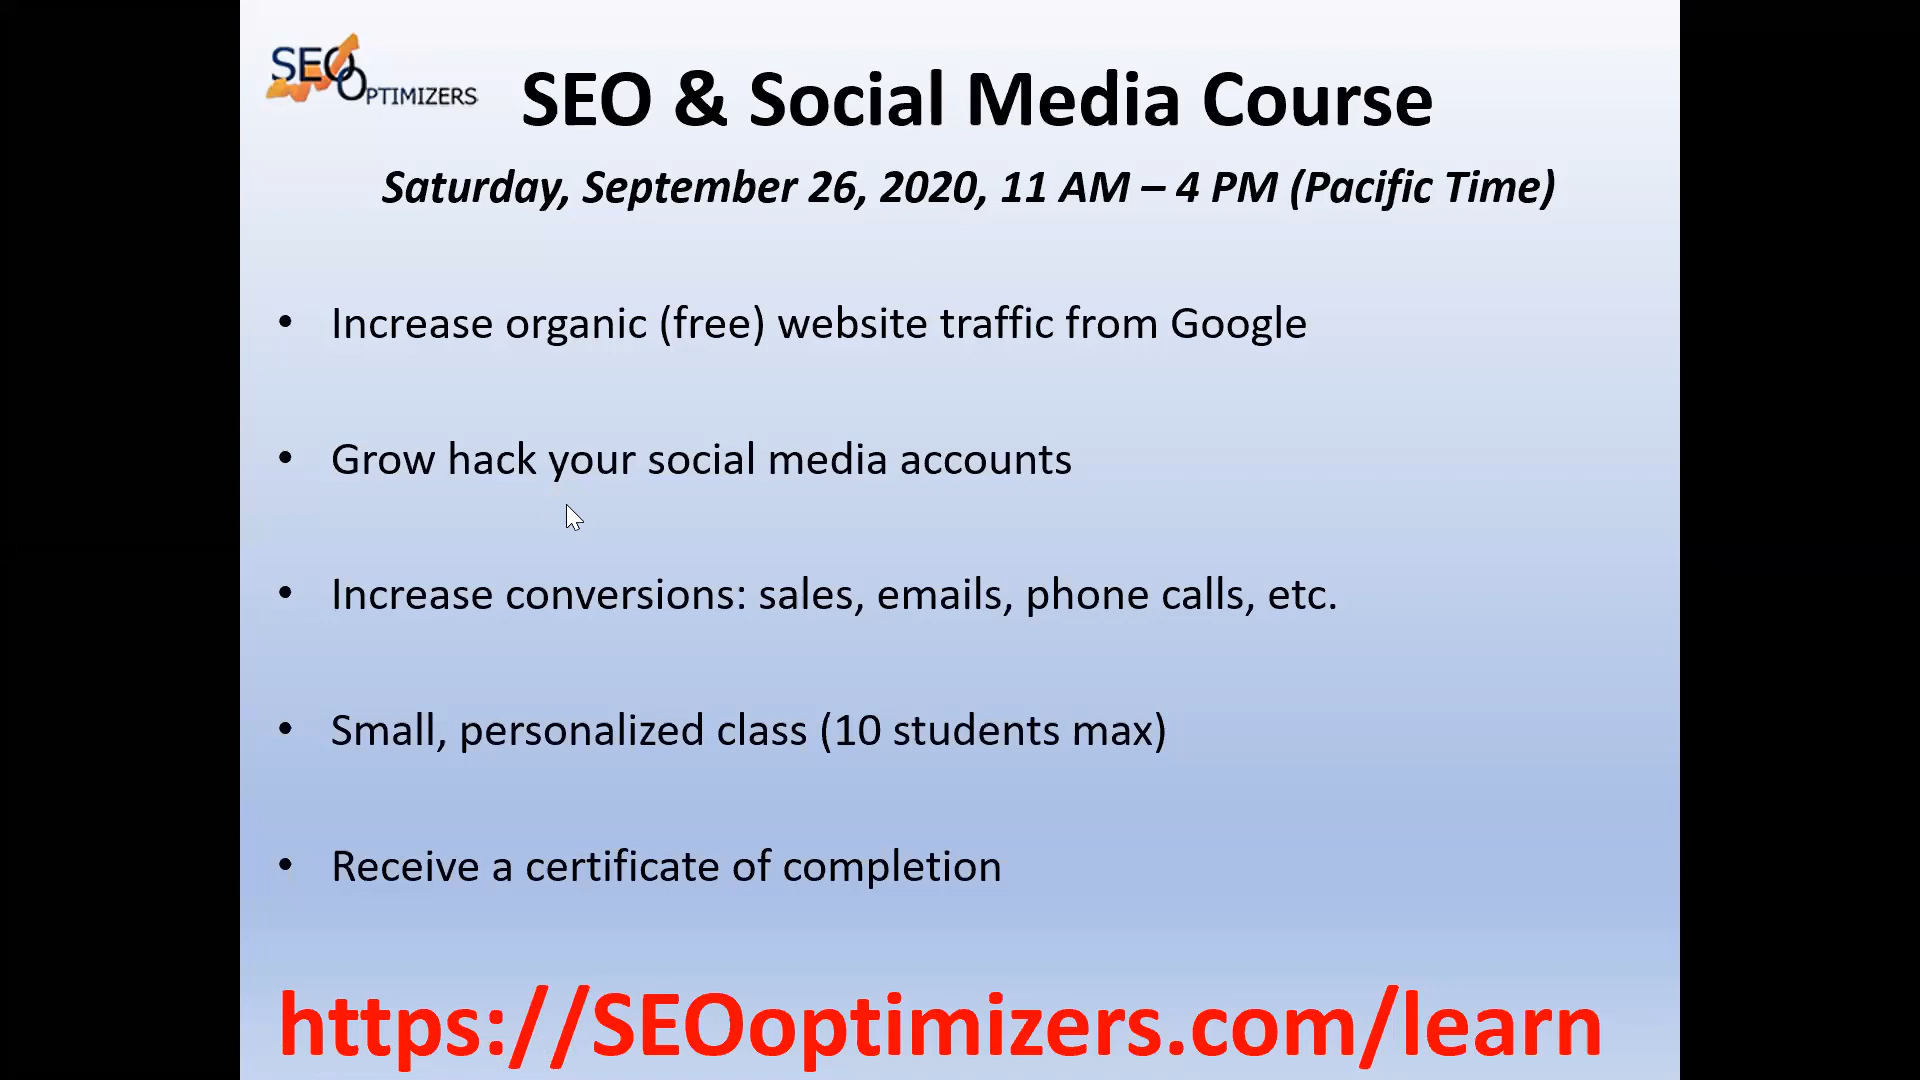 SEO OPTIMIZERS
SEO & Social Media Course
Saturday, September 26, 2020, 11 AM – 4 PM (Pacific Time)
• Increase organic (free) website traffic from Google
• Grow hack your social media accounts
• Increase conversions: sales, emails, phone calls, etc.
• Small, personalized class (10 students max)
• Receive a certificate of completion
https://SEOoptimizers.com/learn